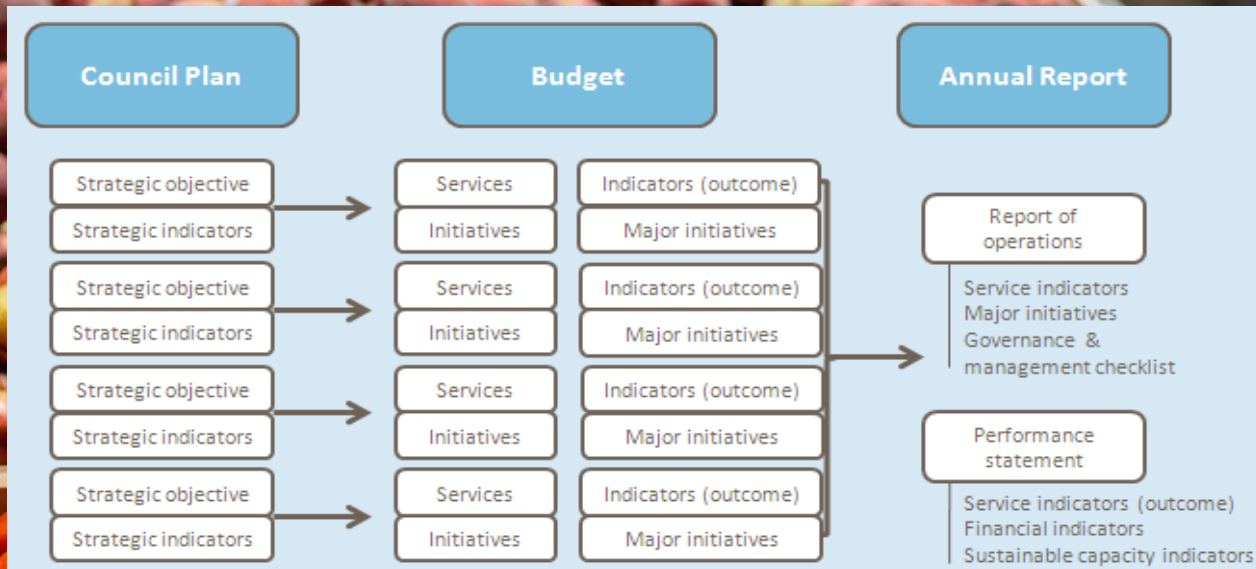 Council Plan
Budget
Annual Report
Strategic objective
Strategic indicators
Strategic objective
Strategic indicators
Strategic objective
Strategic indicators
Strategic objective
Strategic indicators
Services
Initiatives
Services
Initiatives
Services
Initiatives
Services
Initiatives
Indicators (outcome)
Major initiatives
Indicators (outcome)
Major initiatives
Indicators (outcome)
Major initiatives
Indicators (outcome)
Major initiatives
Report of
operations
Service indicators
Major initiatives
Governance &
management checklist
Performance
statement
Service indicators (outcome)
Financial indicators
Sustainable capacity indicators